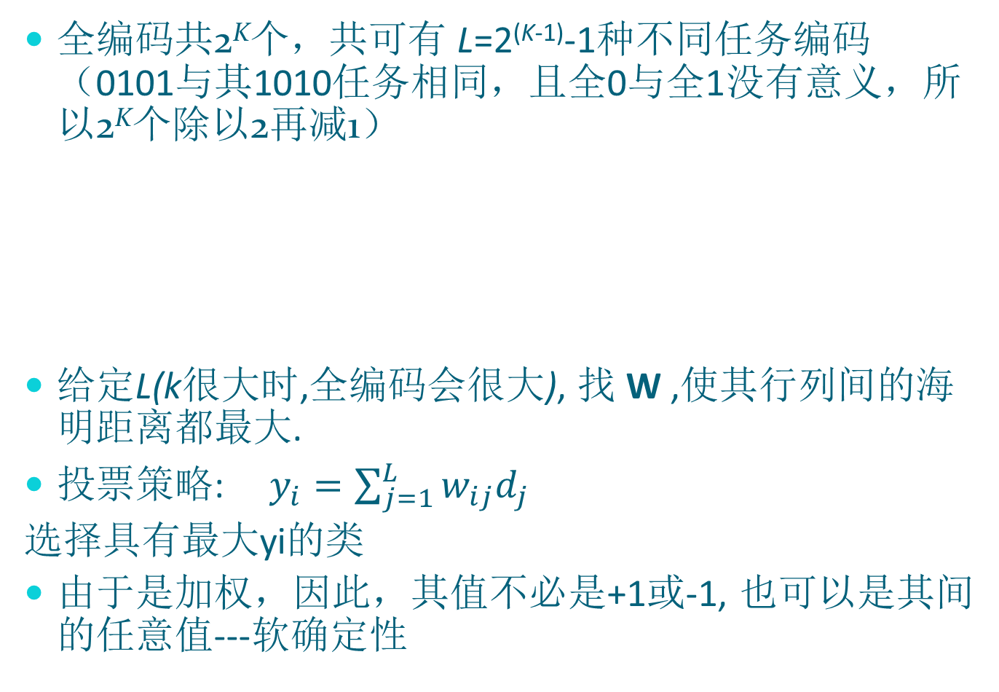 • 全编码共2^K个，共可有 L=2^(K-1)-1种不同任务编码
（0101与其1010任务相同，且全0与全1没有意义，所
以2^K个除以2再减1）
• 给定L(k很大时,全编码会很大), 找 W ,使其行列间的海
明距离都最大.
• 投票策略: y_i = ∑_{j=1}^{L} w_{ij} d_j
选择具有最大yi的类
• 由于是加权，因此，其值不必是+1或-1, 也可以是其间
的任意值---软确定性